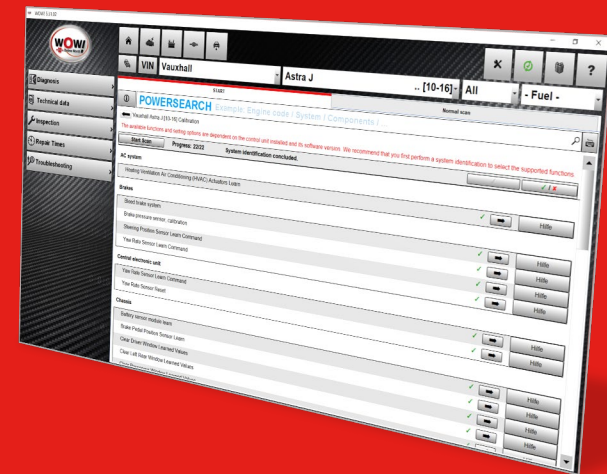 WOW! 5.11.02
WOW!
VIN Vauxhall Astra J .. [10-16] All - Fuel -
?
Diagnosis
Technical data
Inspection
Repair Times
Troubleshooting
START Normal scan
POWERSEARCH Example: Engine code / System / Components / ...
Vauxhall Astra J [10-16] Calibration
The available functions and setting options are dependent on the control unit installed and its software version. We recommend that you first perform a system identification to select the supported functions.
Start Scan Progress: 22/22 System identification concluded.
AC system
Heating Ventilation Air Conditioning (HVAC) Actuators Learn Hilfe
Brakes
Bleed brake system Hilfe
Brake pressure sensor, calibration Hilfe
Steering Position Sensor Learn Command Hilfe
Yaw Rate Sensor Learn Command Hilfe
Central electronic unit
Yaw Rate Sensor Learn Command Hilfe
Yaw Rate Sensor Reset Hilfe
Chassis
Battery sensor module learn Hilfe
Brake Pedal Position Sensor Learn Hilfe
Clear Driver Window Learned Values Hilfe
Clear Left Rear Window Learned Values Hilfe